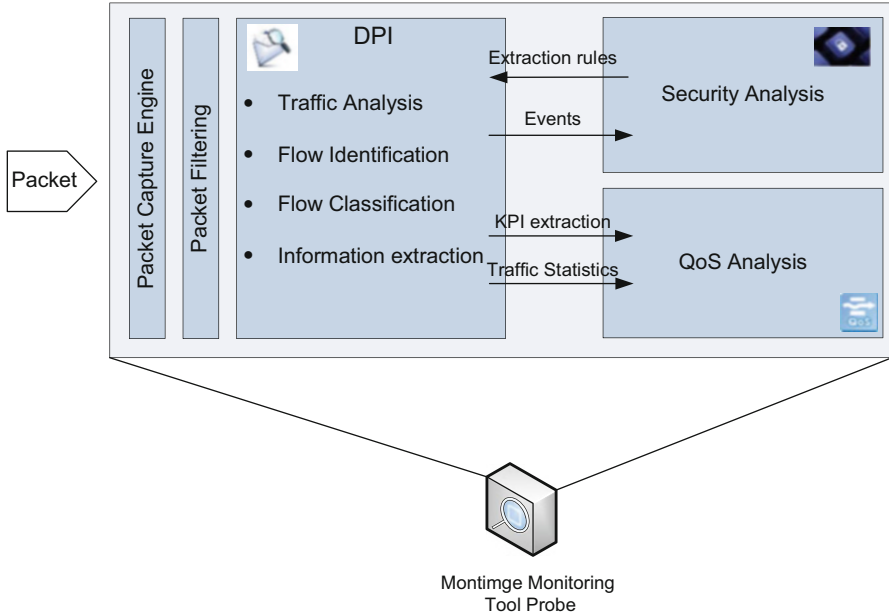 Packet
Packet Capture Engine
Packet Filtering
DPI
• Traffic Analysis
• Flow Identification
• Flow Classification
• Information extraction
Extraction rules
Events
KPI extraction
Traffic Statistics
Security Analysis
QoS Analysis
QoS
Montimge Monitoring
Tool Probe